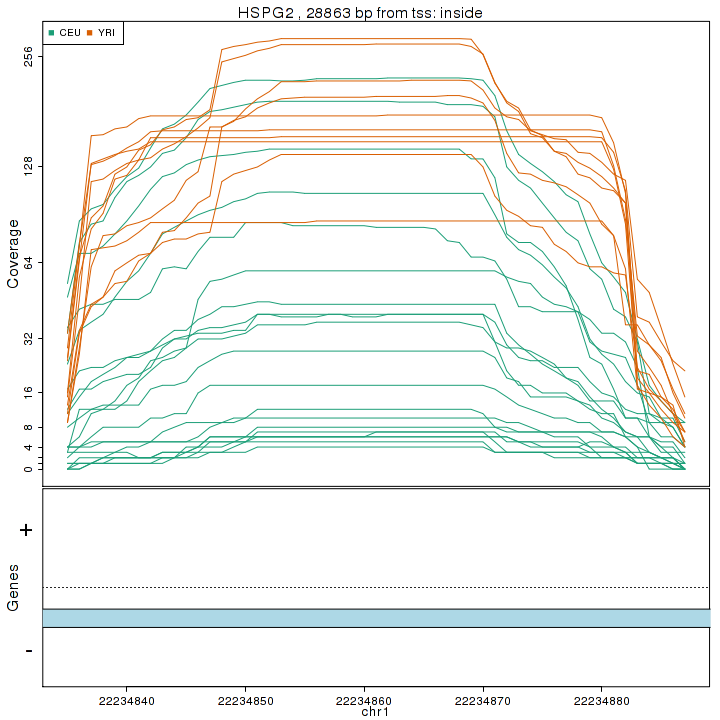 HSPG2 , 28863 bp from tss: inside
CEU YRI
Coverage
256
128
64
32
16
8
4
0
Genes
+
-
22234840 22234850 22234860 22234870 22234880
chr1